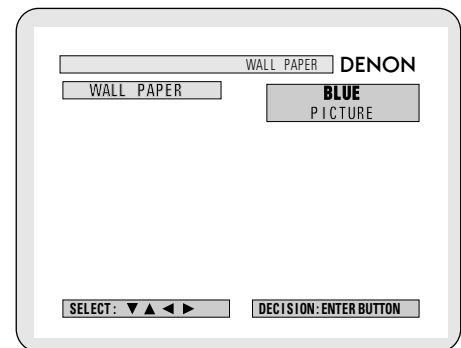 WALL PAPER DENON
WALL PAPER
BLUE
PICTURE
SELECT: ▼ ▲ ◄ ►
DECISION:ENTER BUTTON